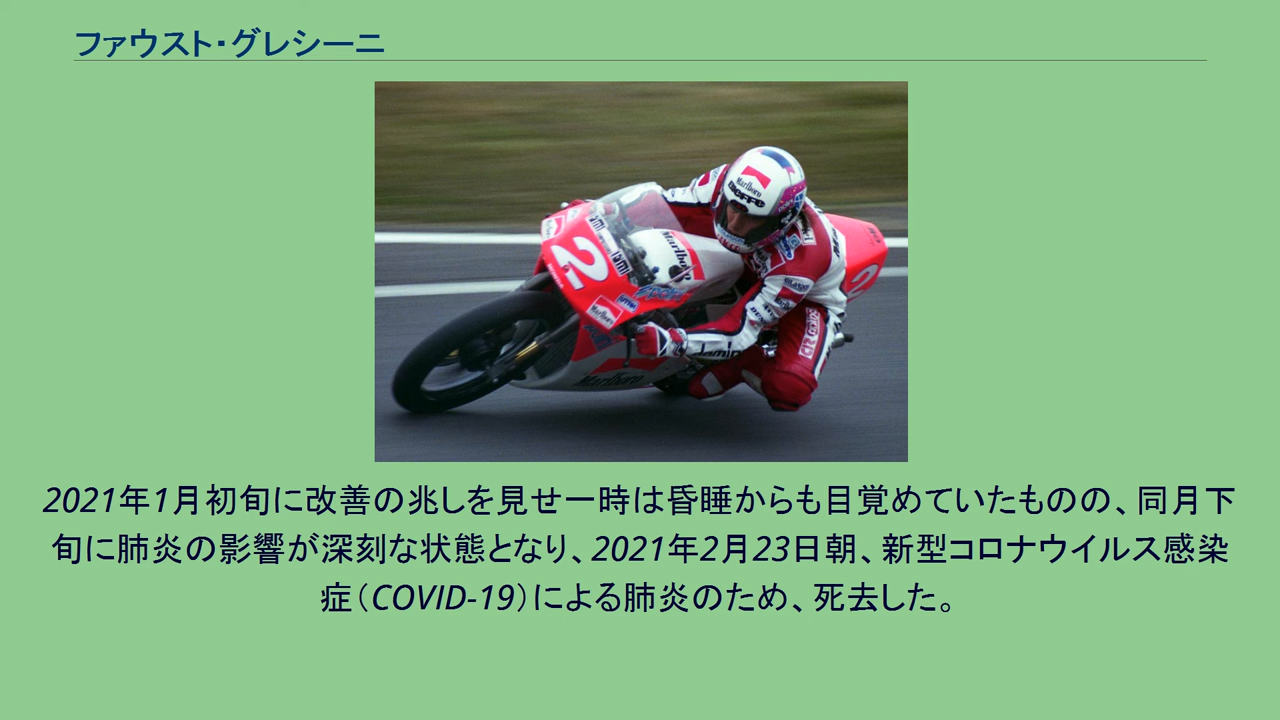 ファウスト・グレシーニ
Marlboro
2
Marlboro
Marlboro
Marlboro
2021年1月初旬に改善の兆しを見せ一時は昏睡からも目覚めていたものの、同月下
旬に肺炎の影響が深刻な状態となり、2021年2月23日朝、新型コロナウイルス感染
症（COVID-19）による肺炎のため、死去した。